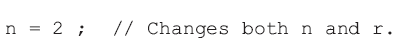 n = 2 ;  // Changes both n and r.